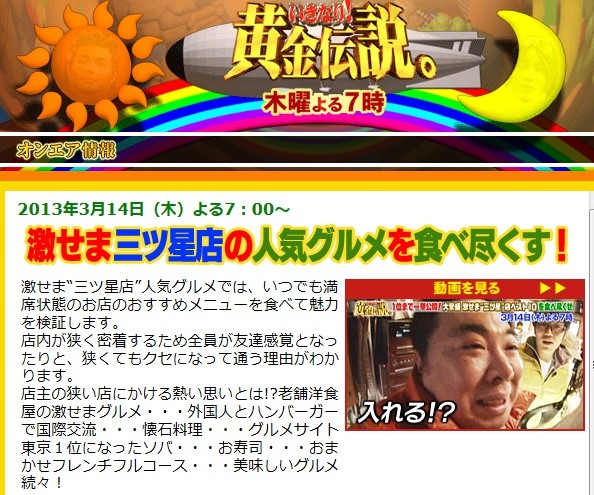 いきなり!
黄金伝説。
木曜よる7時
オンエア情報
2013年3月14日（木）よる7：00～
激せま三ツ星店の人気グルメを食べ尽くす！
激せま“三ツ星店”人気グルメでは、いつでも満
席状態のお店のおすすめメニューを食べて魅力
を検証します。
店内が狭く密着するため全員が友達感覚となっ
たりと、狭くてもクセになって通う理由がわか
ります。
店主の狭い店にかける熱い思いとは!?老舗洋食
屋の激せまグルメ・・・外国人とハンバーガー
で国際交流・・・懐石料理・・・グルメサイト
東京１位になったソバ・・・お寿司・・・おま
かせフレンチフルコース・・・美味しいグルメ
続々！
動画を見る ▶▶
黄金伝説
3月14日(木)よる7時
入れる!?